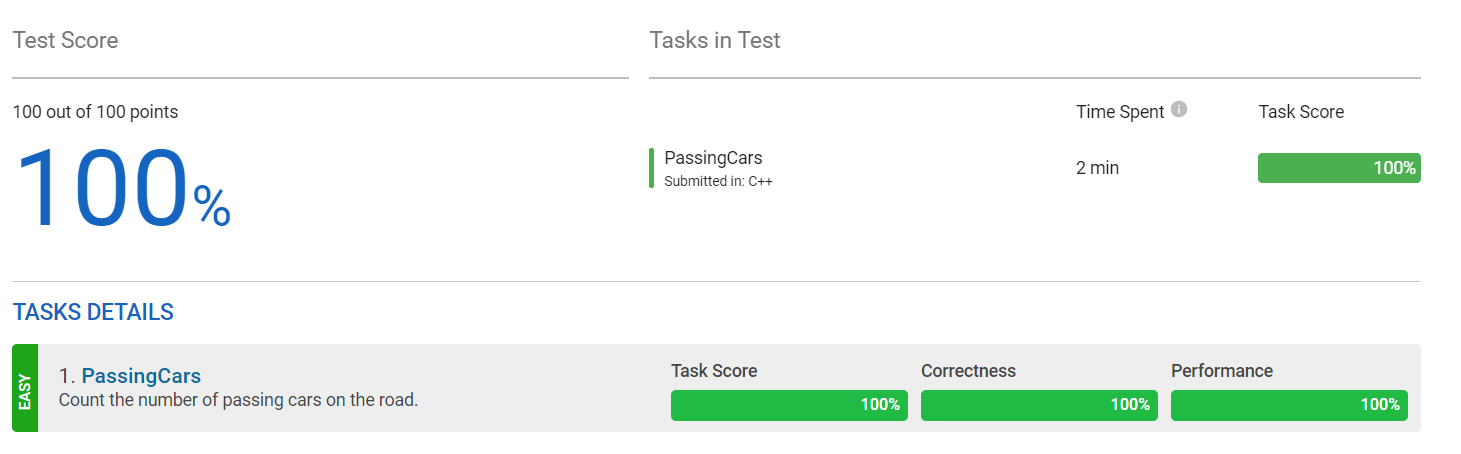 Test Score
Tasks in Test
100 out of 100 points
Time Spent
Task Score
100%
PassingCars
Submitted in: C++
2 min
100%
TASKS DETAILS
EASY
1. PassingCars
Count the number of passing cars on the road.
Task Score
Correctness
Performance
100%
100%
100%